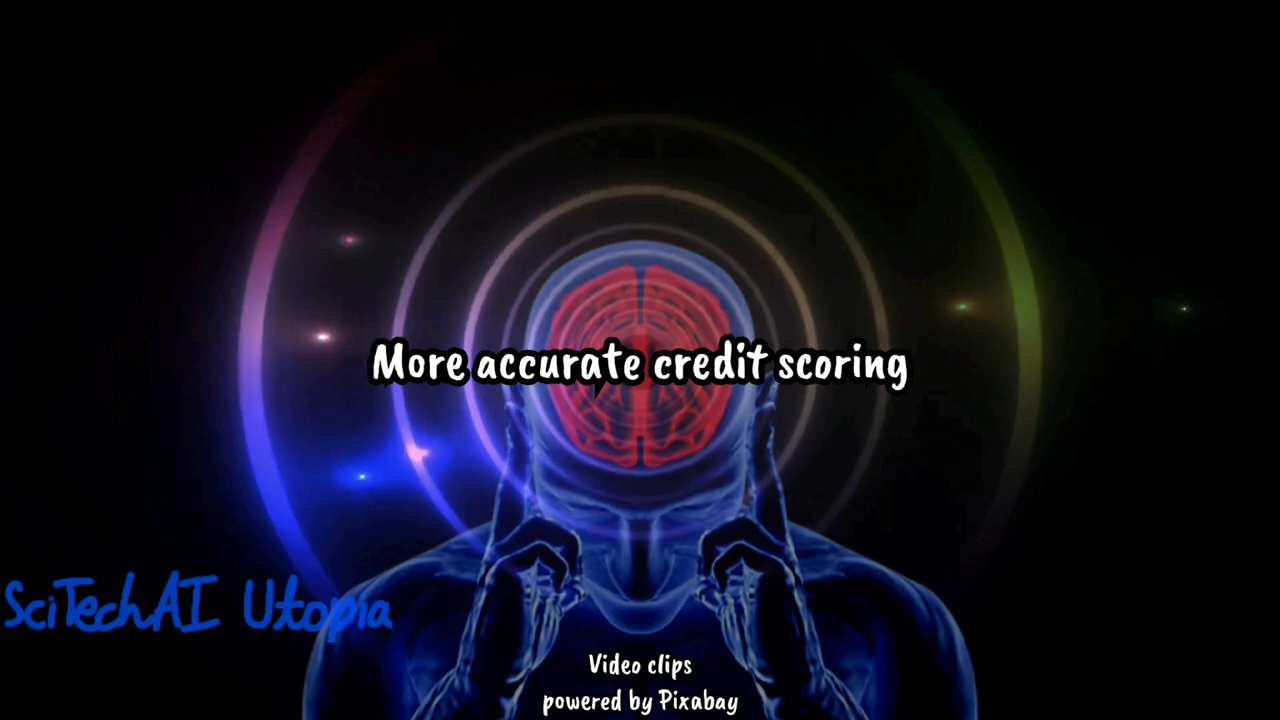 More accurate credit scoring
SciTechAI Utopia
Video clips
powered by Pixabay